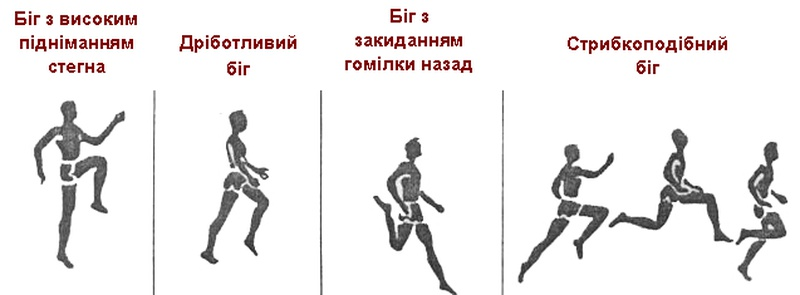 Біг з високим
підніманням
стегна
Дріботливий
біг
Біг з
закиданням
гомілки назад
Стрибкоподібний
біг